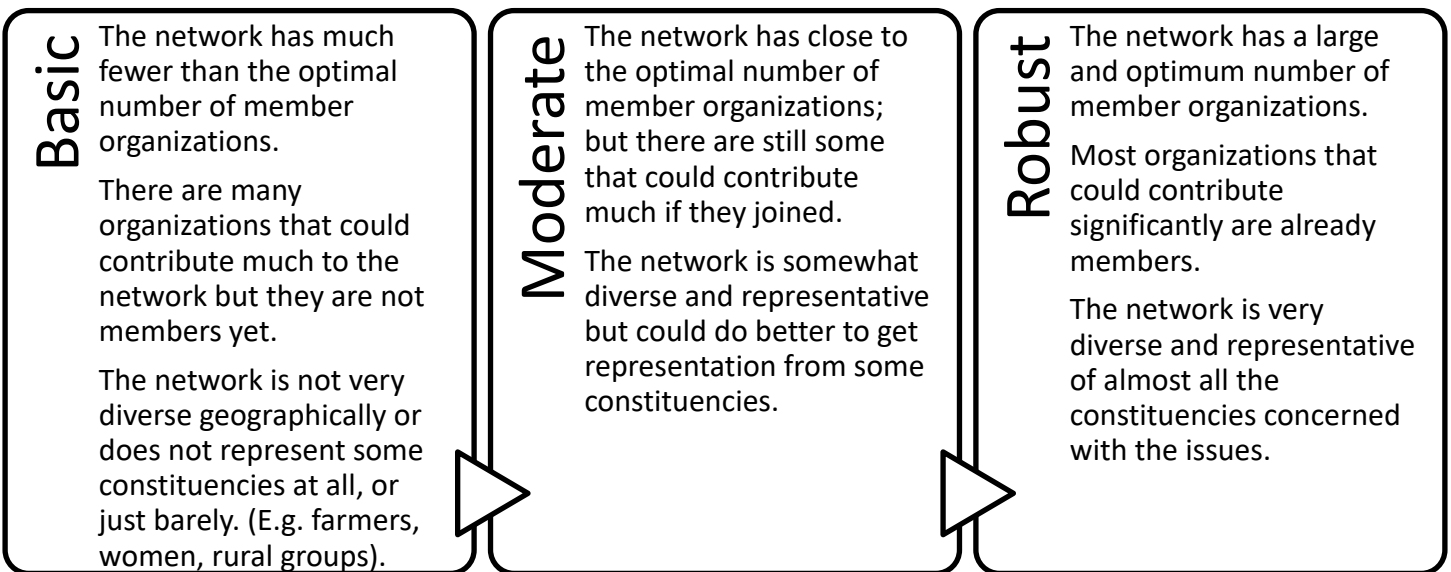 Basic
The network has much
fewer than the optimal
number of member
organizations.
There are many
organizations that could
contribute much to the
network but they are not
members yet.
The network is not very
diverse geographically or
does not represent some
constituencies at all, or
just barely. (E.g. farmers,
women, rural groups).
Moderate
The network has close to
the optimal number of
member organizations;
but there are still some
that could contribute
much if they joined.
The network is somewhat
diverse and representative
but could do better to get
representation from some
constituencies.
Robust
The network has a large
and optimum number of
member organizations.
Most organizations that
could contribute
significantly are already
members.
The network is very
diverse and representative
of almost all the
constituencies concerned
with the issues.